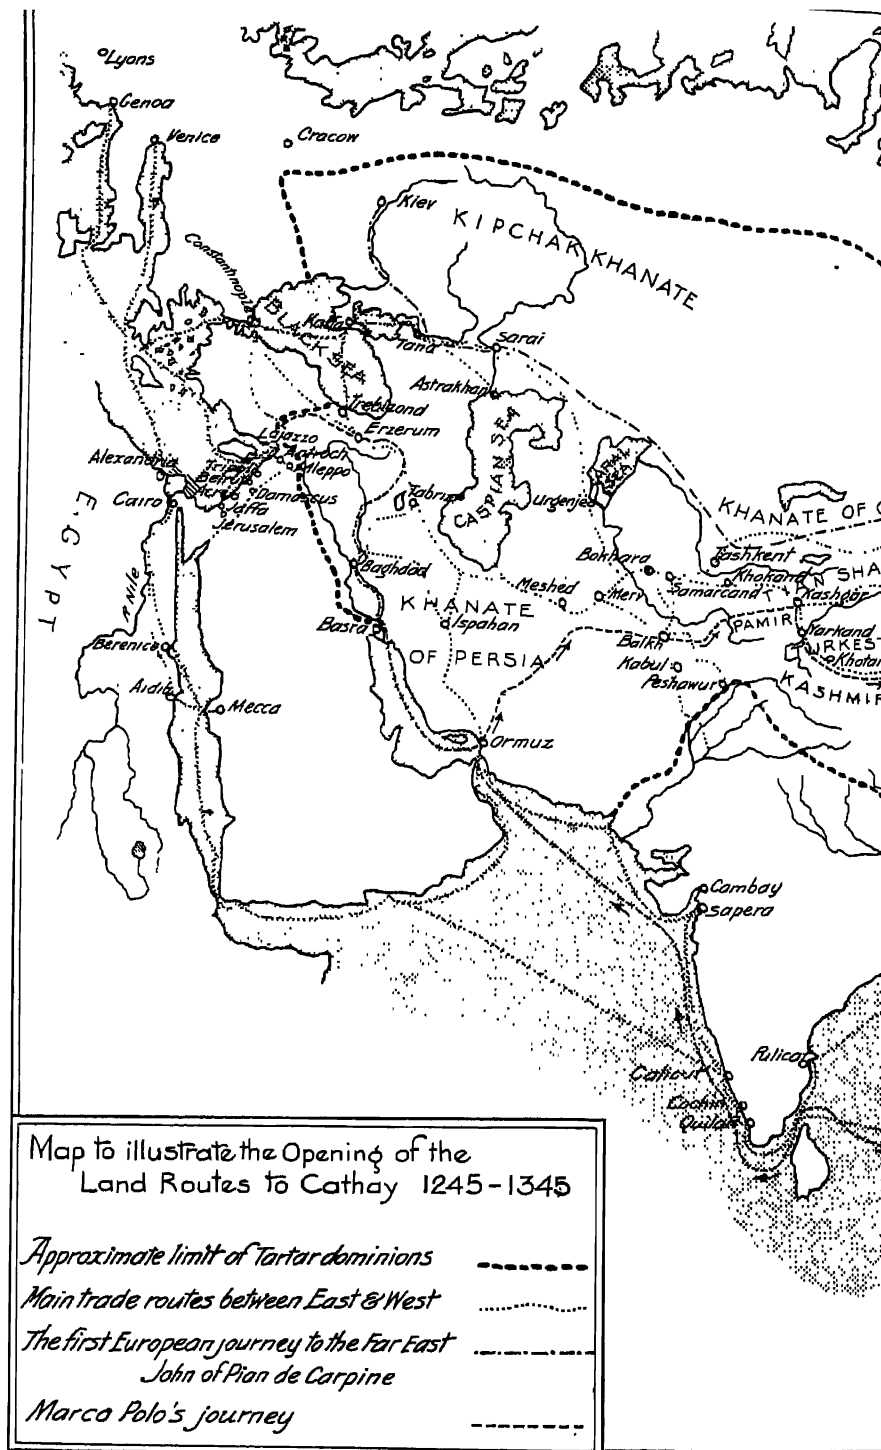 Lyons
Genoa
Venice
Cracow
Kiev
KIPCHAK KHANATE
Constantinople
BLACK SEA
Kaffa
Tana
Sarai
Astrakhan
Trebizond
Erzerum
Lajazzo
Antioch
Aleppo
Alexandria
Tripoli
Beirut
Acre
Damascus
Cairo
Jaffa
Jerusalem
Tabriz
CASPIAN SEA
ARAL SEA
Urgenje
KHANATE OF C
Tashkent
Bokhara
Khokand
TIAN SHA
Samarcand
Kashgar
EGYPT
R Nile
Baghdad
Meshed
Merv
KHANATE
OF PERSIA
Basra
Ispahan
PAMIR
Balkh
Yarkand
URKEST
Khotan
Kabul
Peshawur
KASHMIR
Berenice
Aidib
Mecca
Ormuz
Cambay
Sapera
Pulicat
Calicut
Cochin
Quilon
Map to illustrate the Opening of the
Land Routes to Cathay 1245-1345
Approximate limit of Tartar dominions
Main trade routes between East & West
The first European journey to the Far East
John of Pian de Carpine
Marco Polo's journey